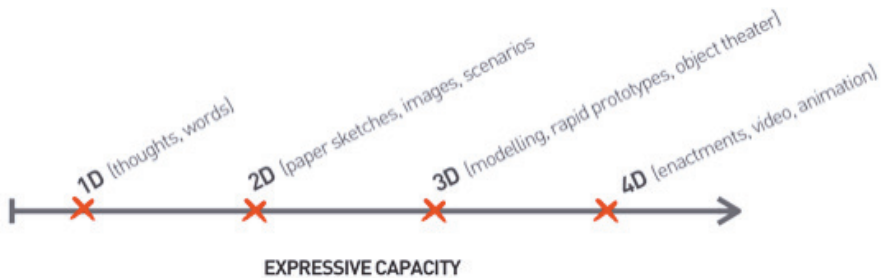 1D (thoughts, words)
2D (paper sketches, images, scenarios
3D (modelling, rapid prototypes, object theater)
4D (enactments, video, animation)
EXPRESSIVE CAPACITY